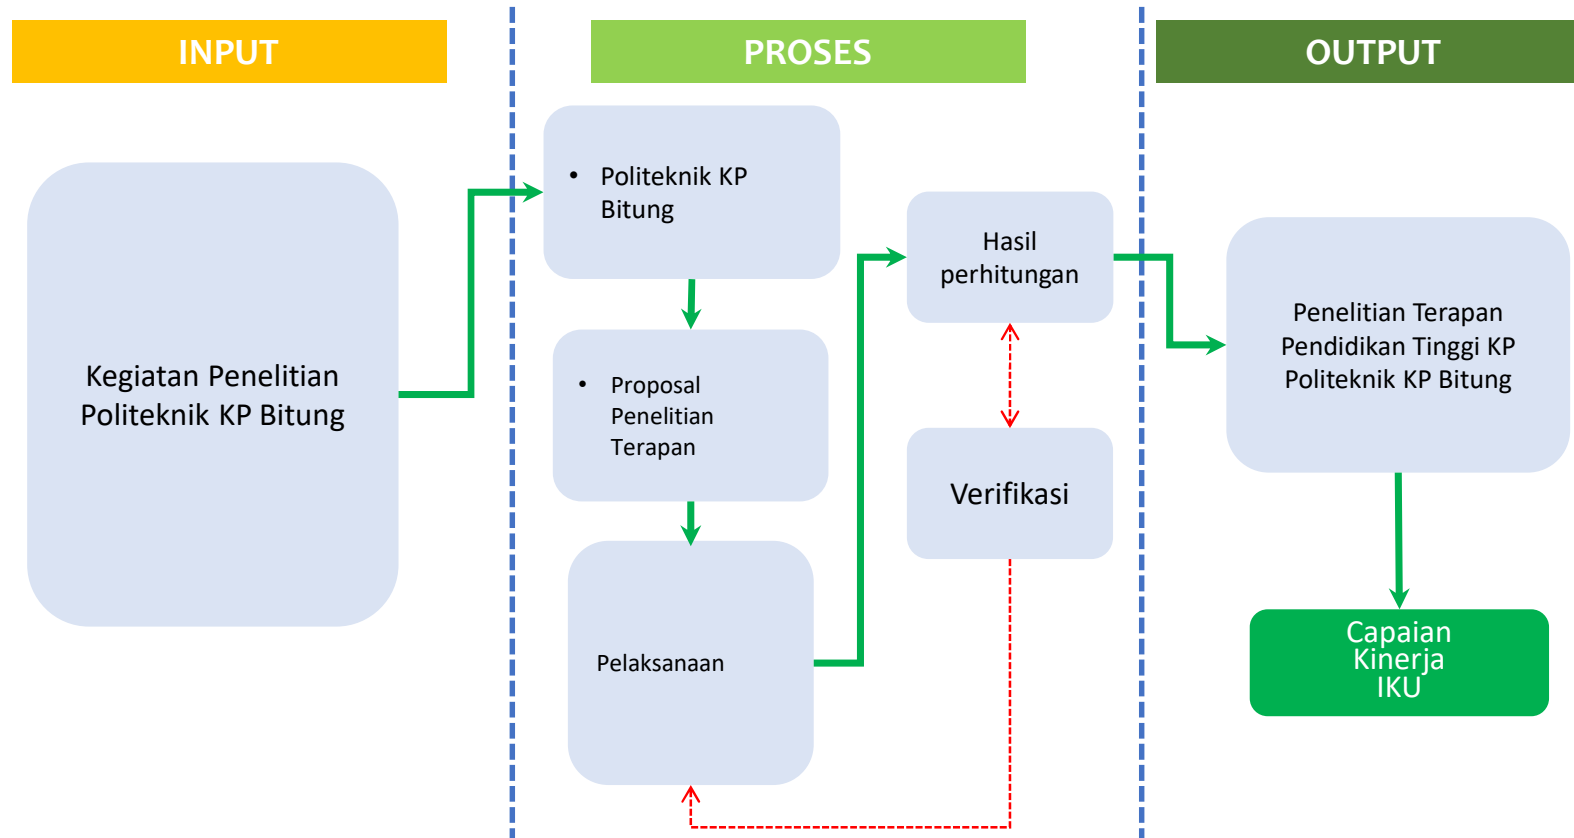 INPUT
PROSES
OUTPUT
Kegiatan Penelitian
Politeknik KP Bitung
• Politeknik KP
Bitung
• Proposal
Penelitian
Terapan
Pelaksanaan
Hasil
perhitungan
Verifikasi
Penelitian Terapan
Pendidikan Tinggi KP
Politeknik KP Bitung
Capaian
Kinerja
IKU